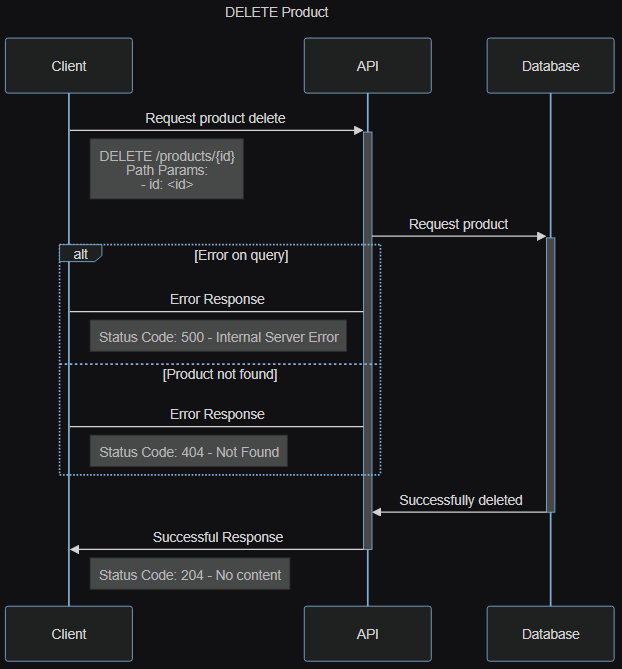 DELETE Product
Client
API
Database
Request product delete
DELETE /products/{id}
Path Params:
- id: <id>
Request product
alt
[Error on query]
Error Response
Status Code: 500 - Internal Server Error
[Product not found]
Error Response
Status Code: 404 - Not Found
Successfully deleted
Successful Response
Status Code: 204 - No content
Client
API
Database